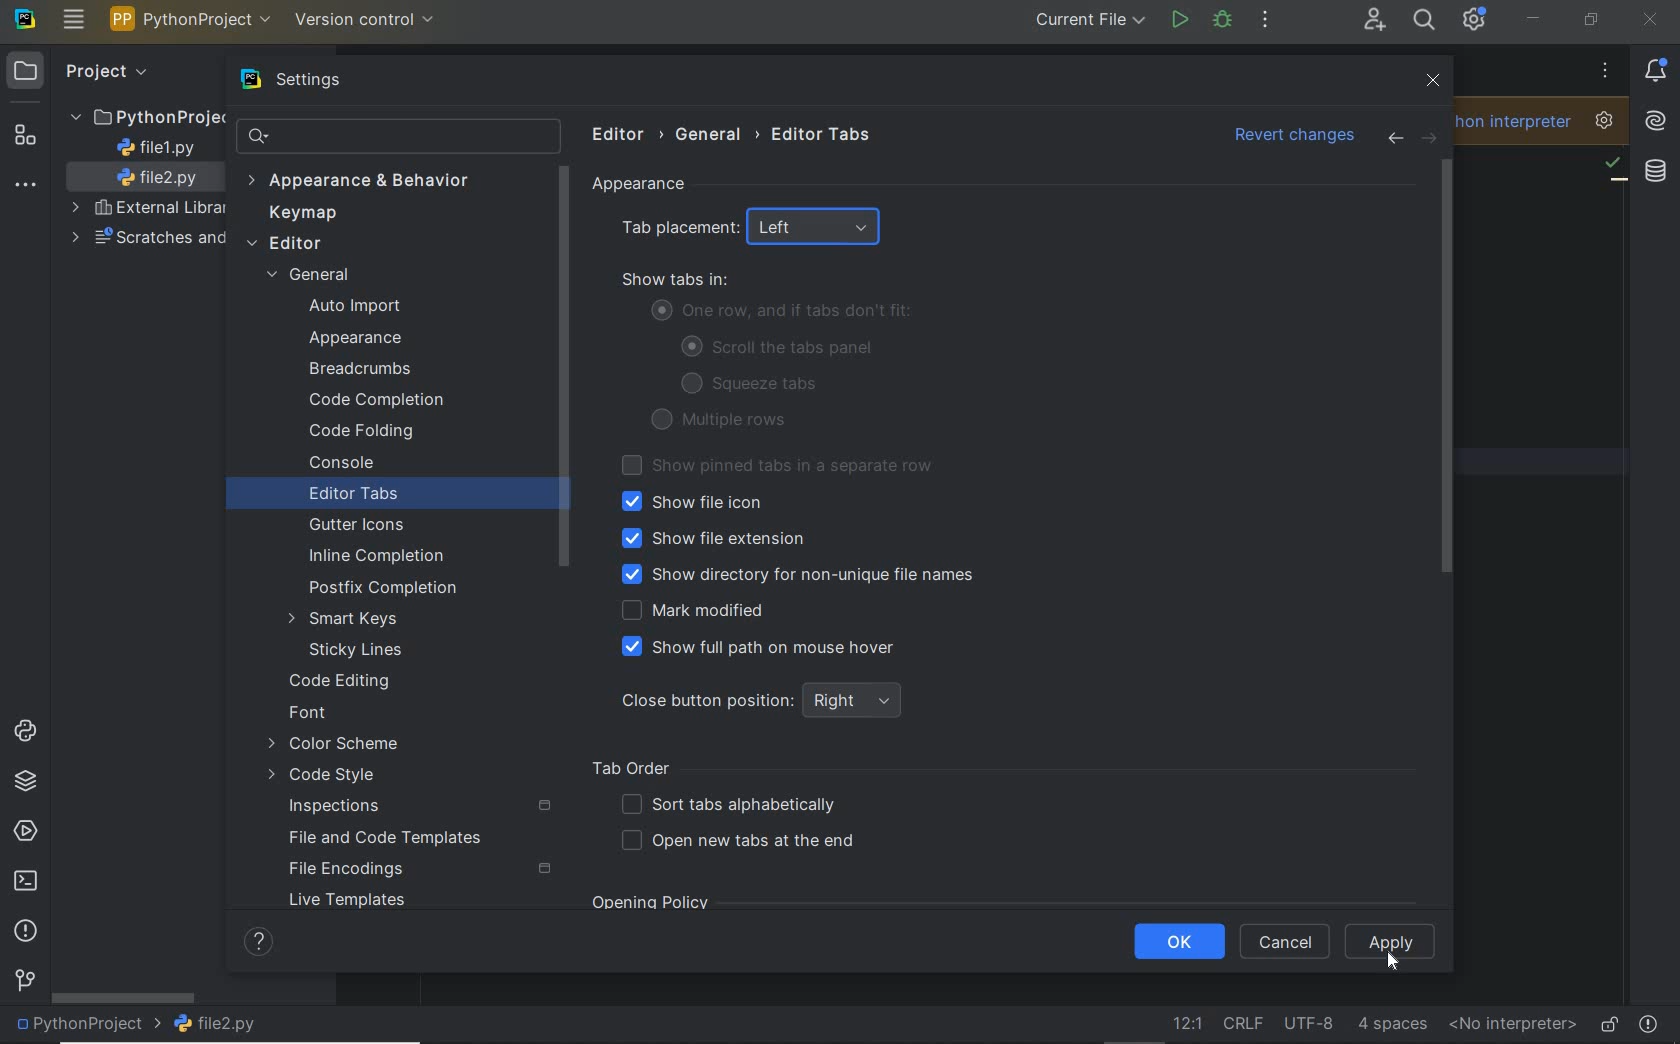 PC PP PythonProject Version control Current File
Project
PC Settings
PythonProjec
file1.py
file2.py
External Librar
Scratches and
Editor › General › Editor Tabs Revert changes
hon interpreter
Appearance & Behavior
Keymap
Editor
General
Auto Import
Appearance
Breadcrumbs
Code Completion
Code Folding
Console
Editor Tabs
Gutter Icons
Inline Completion
Postfix Completion
Smart Keys
Sticky Lines
Code Editing
Font
Color Scheme
Code Style
Inspections
File and Code Templates
File Encodings
Live Templates
Appearance
Tab placement: Left
Show tabs in:
One row, and if tabs don't fit:
Scroll the tabs panel
Squeeze tabs
Multiple rows
Show pinned tabs in a separate row
Show file icon
Show file extension
Show directory for non-unique file names
Mark modified
Show full path on mouse hover
Close button position: Right
Tab Order
Sort tabs alphabetically
Open new tabs at the end
Opening Policy
? OK Cancel Apply
PythonProject › file2.py 12:1 CRLF UTF-8 4 spaces <No interpreter>